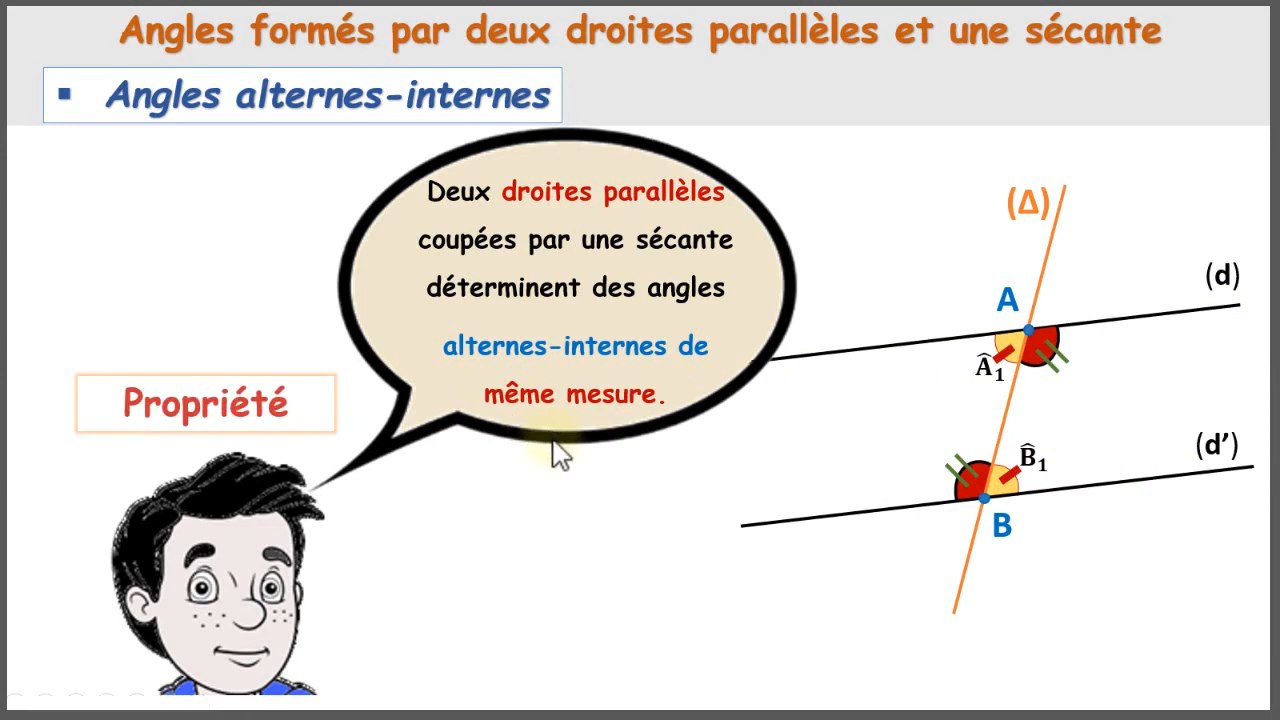 Angles formés par deux droites parallèles et une sécante
▪ Angles alternes-internes
Deux droites parallèles
coupées par une sécante
déterminent des angles
alternes-internes de
même mesure.
Propriété
(Δ)
(d)
A
Â₁
(d’)
B̂₁
B